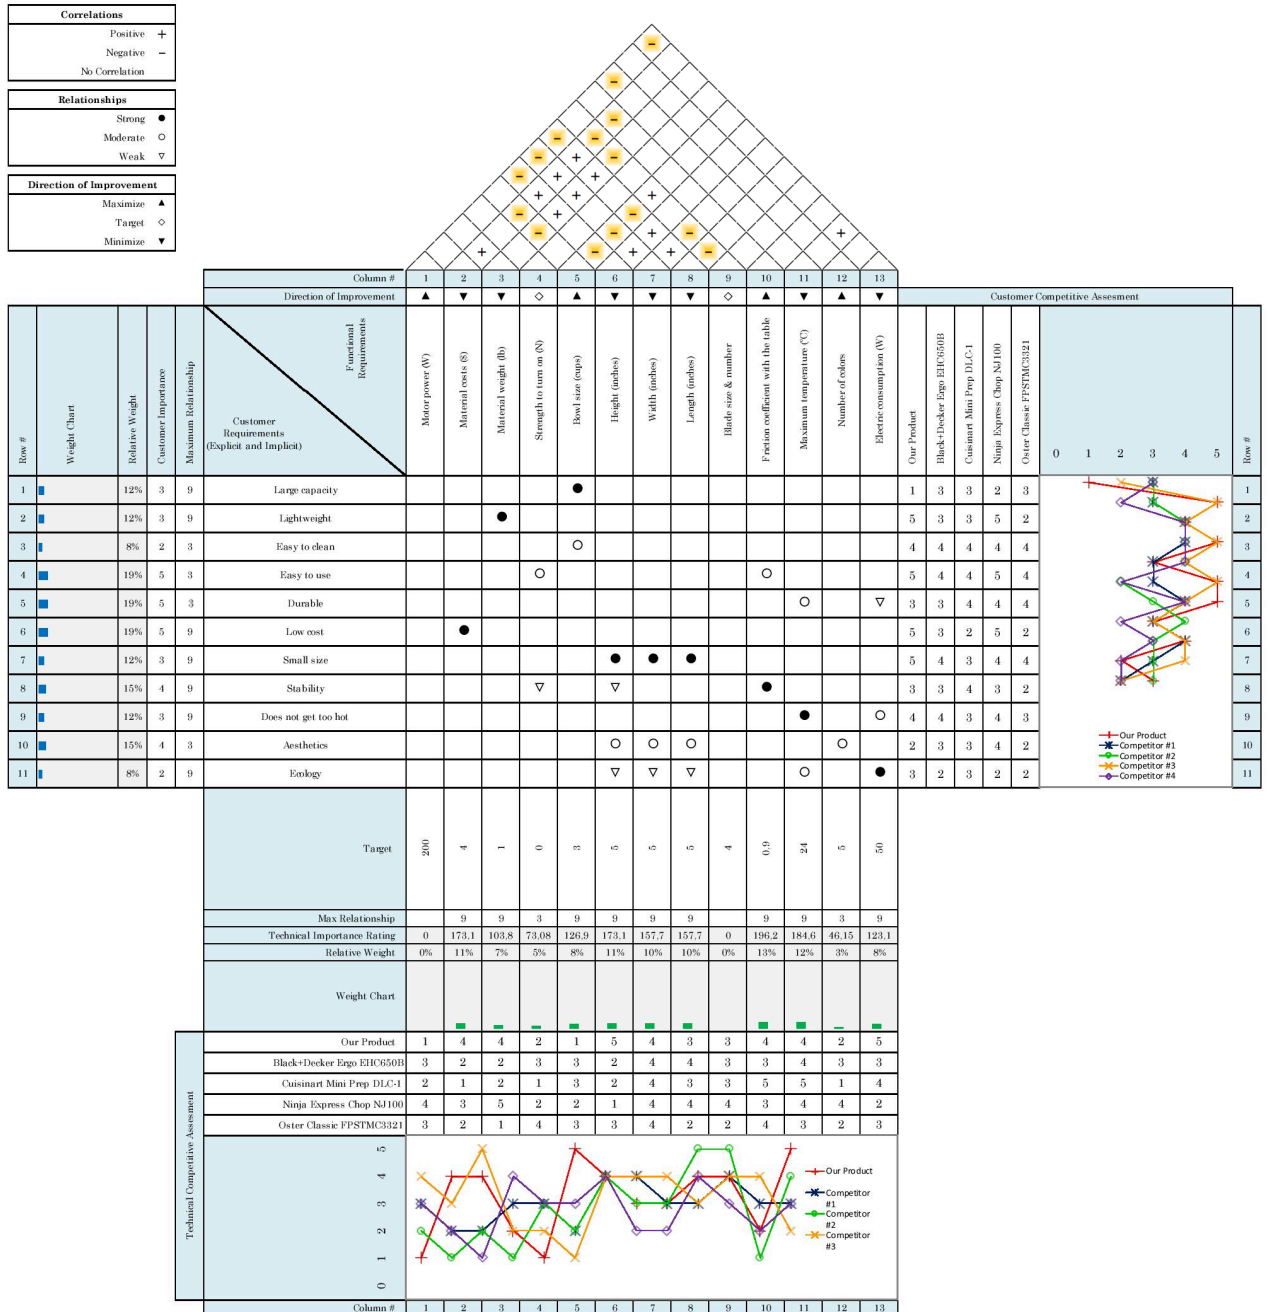 Correlations
Positive +
Negative −
No Correlation
Relationships
Strong ●
Moderate ○
Weak ▽
Direction of Improvement
Maximize ▲
Target ◇
Minimize ▼
Column # 1 2 3 4 5 6 7 8 9 10 11 12 13
Direction of Improvement ▲ ▼ ▼ ◇ ▲ ▼ ▼ ▼ ◇ ▲ ▼ ▲ ▼
Customer Competitive Assesment
Row #
Weight Chart
Relative Weight
Customer Importance
Maximum Relationship
Customer
Requirements
(Explicit and Implicit)
Functional
Requirements
Motor power (W)
Material costs ($)
Material weight (lb)
Strength to turn on (N)
Bowl size (cups)
Height (inches)
Width (inches)
Length (inches)
Blade size & number
Friction coefficient with the table
Maximum temperature (°C)
Number of colors
Electric consumption (W)
Our Product
Black+Decker Ergo EHC650B
Cuisinart Mini Prep DLC-1
Ninja Express Chop NJ100
Oster Classic FPSTMC3321
0 1 2 3 4 5
Row #
1 12% 3 9 Large capacity ● 1 3 3 2 3 1
2 12% 3 9 Lightweight ● 5 3 3 5 2 2
3 8% 2 3 Easy to clean ○ 4 4 4 4 4 3
4 19% 5 3 Easy to use ○ ○ 5 4 4 5 4 4
5 19% 5 3 Durable ○ ▽ 3 3 4 4 4 5
6 19% 5 9 Low cost ● 5 3 2 5 2 6
7 12% 3 9 Small size ● ● ● 5 4 3 4 4 7
8 15% 4 9 Stability ▽ ▽ ● 3 3 4 3 2 8
9 12% 3 9 Does not get too hot ● ○ 4 4 3 4 3 9
10 15% 4 3 Aesthetics ○ ○ ○ ○ 2 3 3 4 2 10
11 8% 2 9 Ecology ▽ ▽ ▽ ○ ● 3 2 3 2 2 11
Our Product
Competitor #1
Competitor #2
Competitor #3
Competitor #4
Target 200 4 1 0 3 5 5 5 4 0,9 24 5 50
Max Relationship 9 9 3 9 9 9 9 9 9 3 9
Technical Importance Rating 0 173,1 103,8 73,08 126,9 173,1 157,7 157,7 0 196,2 184,6 46,15 123,1
Relative Weight 0% 11% 7% 5% 8% 11% 10% 10% 0% 13% 12% 3% 8%
Weight Chart
Technical Competitive Assesment
Our Product 1 4 4 2 1 5 4 3 3 4 4 2 5
Black+Decker Ergo EHC650B 3 2 2 3 3 2 4 4 3 3 4 3 3
Cuisinart Mini Prep DLC-1 2 1 2 1 3 2 4 3 3 5 5 1 4
Ninja Express Chop NJ100 4 3 5 2 2 1 4 4 4 3 4 4 2
Oster Classic FPSTMC3321 3 2 1 4 3 3 4 2 2 4 3 2 3
5
4
3
2
1
0
Our Product
Competitor
#1
Competitor
#2
Competitor
#3
Column # 1 2 3 4 5 6 7 8 9 10 11 12 13